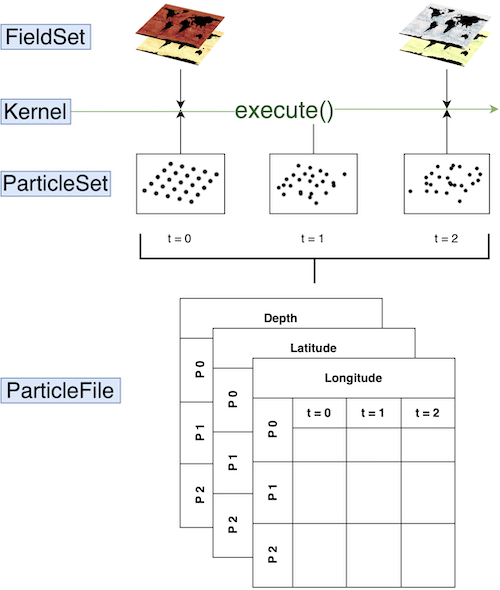 FieldSet
Kernel
execute()
ParticleSet
t = 0
t = 1
t = 2
Depth
Latitude
Longitude
t = 0
t = 1
t = 2
ParticleFile
P 0
P 1
P 2
P 0
P 1
P 2
P 0
P 1
P 2